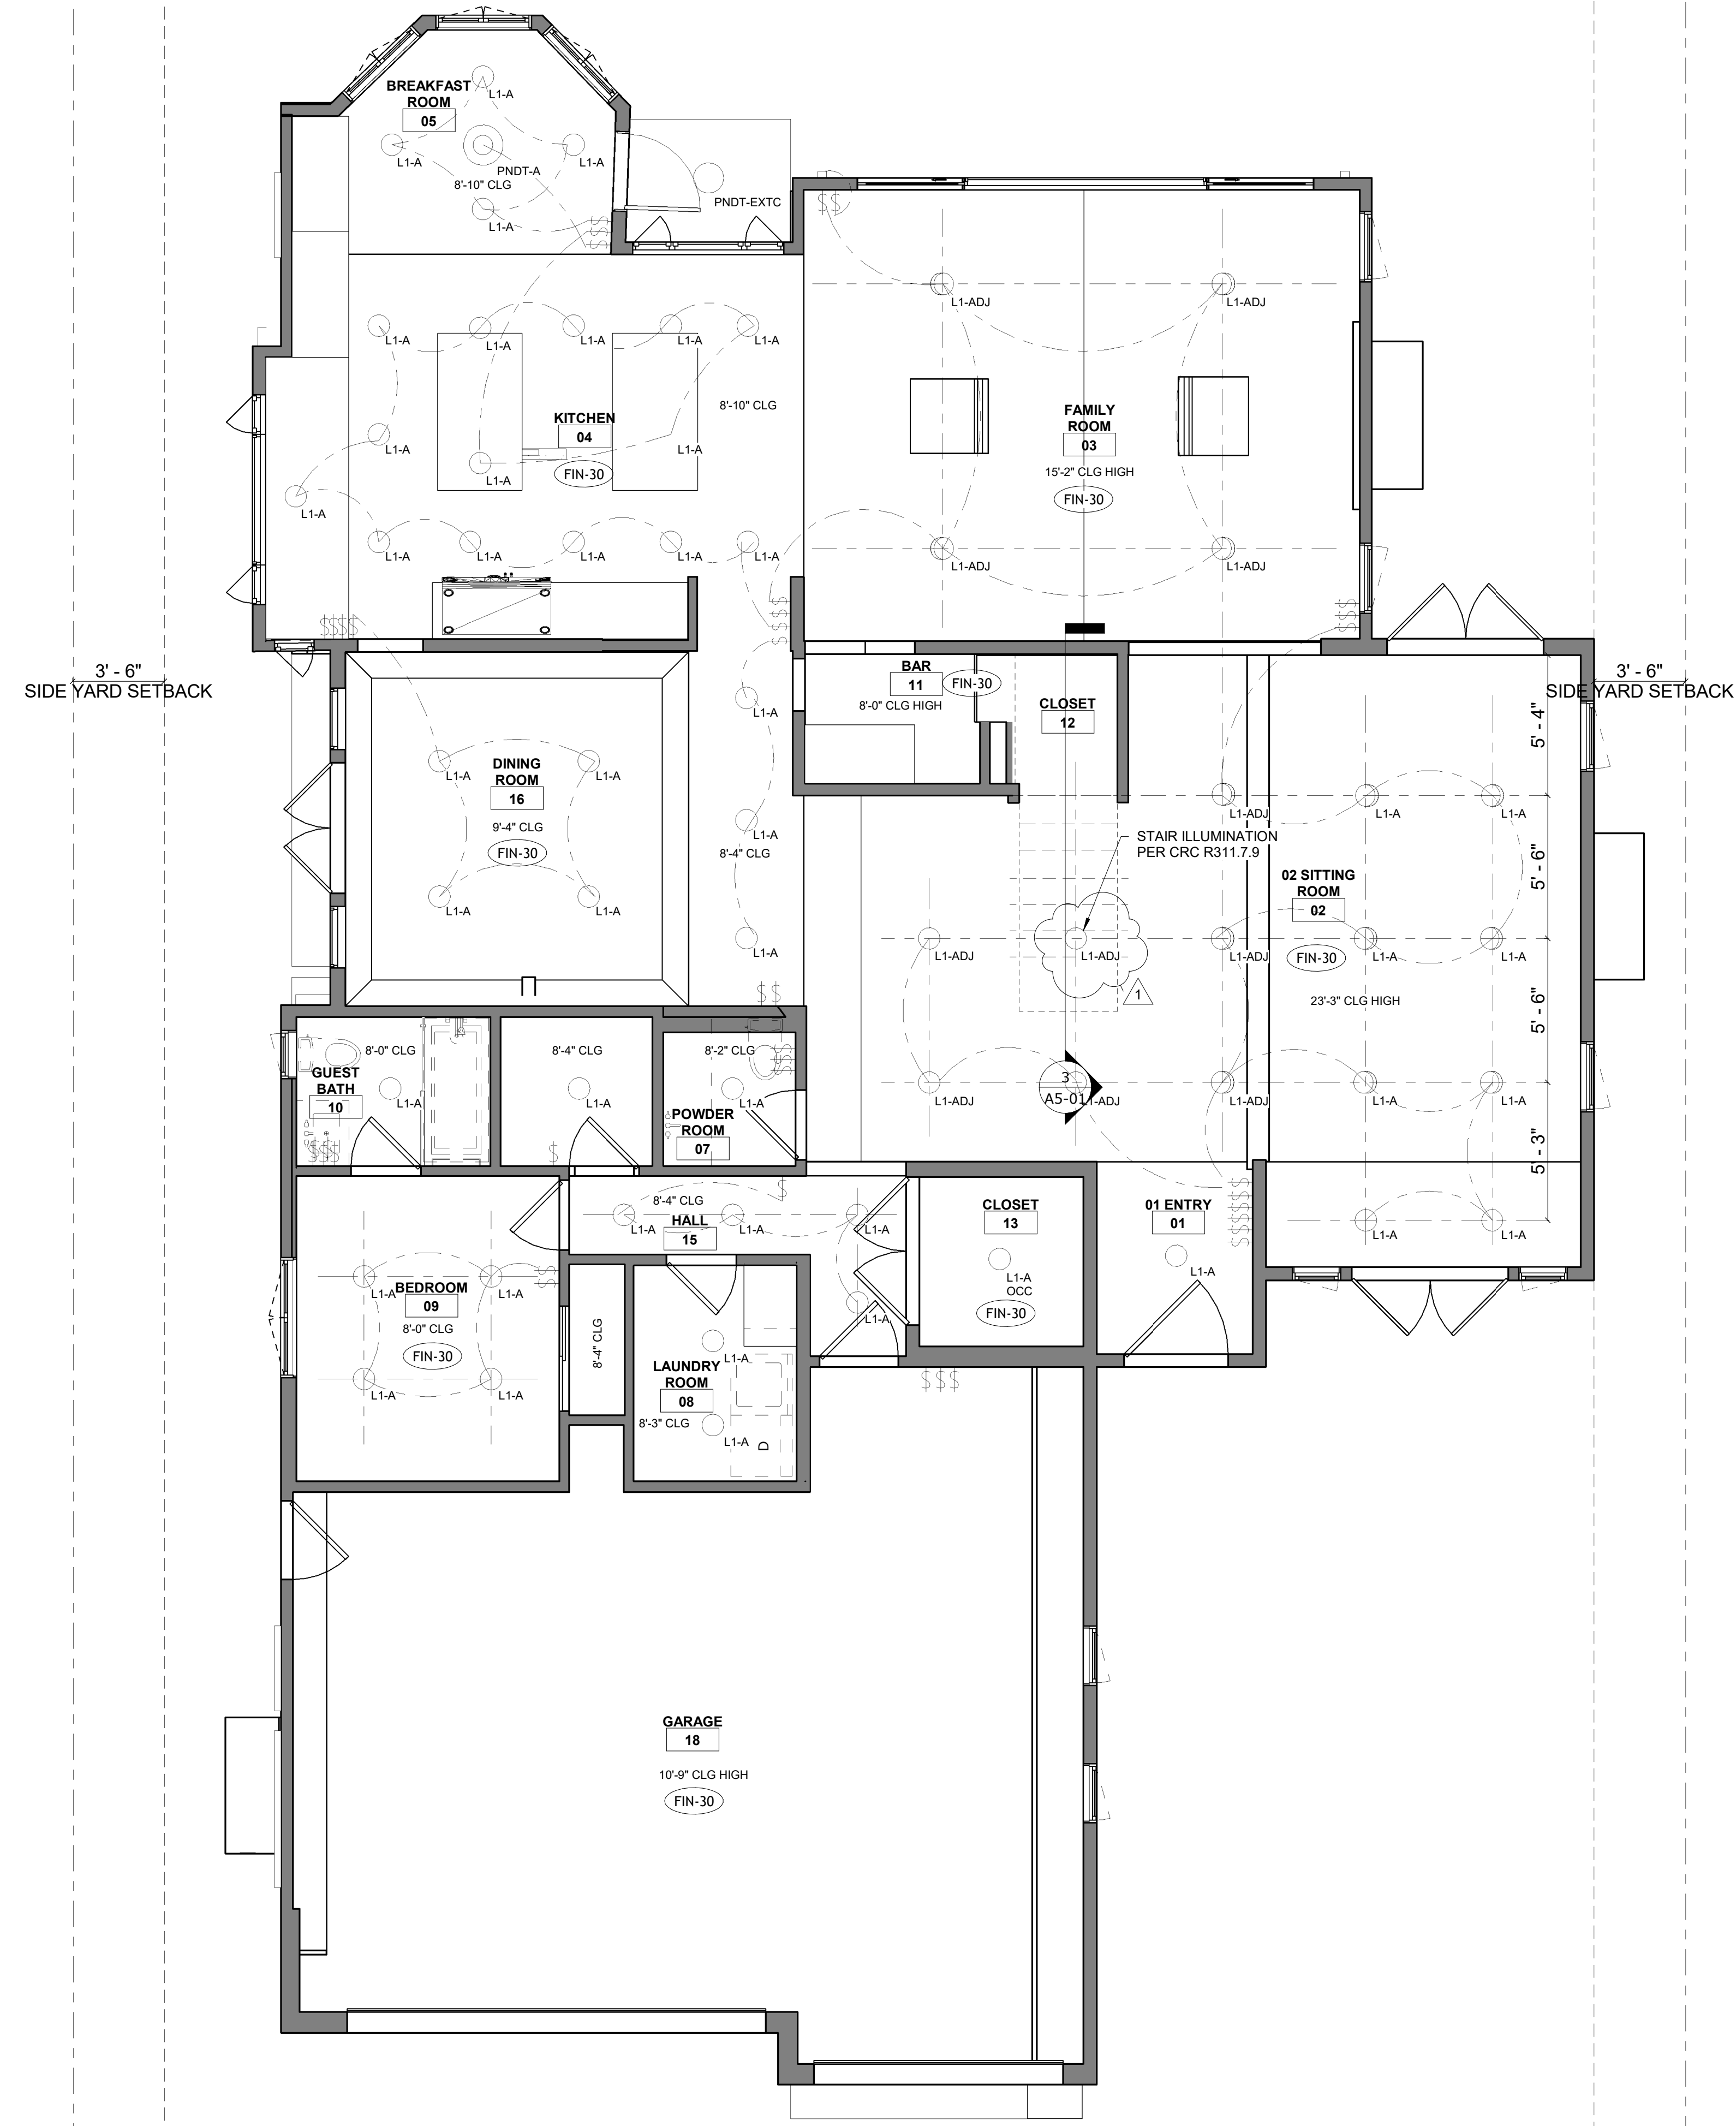 BREAKFAST
ROOM
05
L1-A
L1-A
L1-A
PNDT-A
8'-10" CLG
L1-A
PNDT-EXTC
$$
$$$
L1-ADJ
L1-ADJ
L1-A
L1-A
L1-A
L1-A
L1-A
8'-10" CLG
KITCHEN
04
FIN-30
L1-A
L1-A
L1-A
L1-A
FAMILY
ROOM
03
15'-2" CLG HIGH
FIN-30
L1-A
L1-A
L1-A
L1-A
L1-A
L1-ADJ
L1-ADJ
$$$$
$$$$
$$$
3' - 6"
SIDE YARD SETBACK
3' - 6"
SIDE YARD SETBACK
BAR
11
FIN-30
8'-0" CLG HIGH
CLOSET
12
L1-A
5' - 4"
DINING
ROOM
16
9'-4" CLG
FIN-30
L1-A
L1-A
L1-A
L1-A
L1-A
8'-4" CLG
L1-A
L1-ADJ
L1-A
L1-A
STAIR ILLUMINATION
PER CRC R311.7.9
5' - 6"
02 SITTING
ROOM
02
FIN-30
23'-3" CLG HIGH
L1-ADJ
L1-ADJ
L1-ADJ
L1-A
L1-A
1
5' - 6"
$$
8'-0" CLG
8'-4" CLG
8'-2" CLG
$$$
GUEST
BATH
10
L1-A
L1-A
L1-A
POWDER
ROOM
07
$$$
$
3
A5-01
L1-ADJ
L1-ADJ
L1-ADJ
L1-A
L1-A
5' - 3"
8'-4" CLG
$
HALL
15
L1-A
L1-A
L1-A
CLOSET
13
L1-A
OCC
FIN-30
01 ENTRY
01
L1-A
$$$$$$
L1-A
L1-A
BEDROOM
09
8'-0" CLG
FIN-30
L1-A
L1-A
L1-A
L1-A
$$
8'-4" CLG
L1-A
LAUNDRY
ROOM
08
8'-3" CLG
L1-A
L1-A
D
$$$
GARAGE
18
10'-9" CLG HIGH
FIN-30